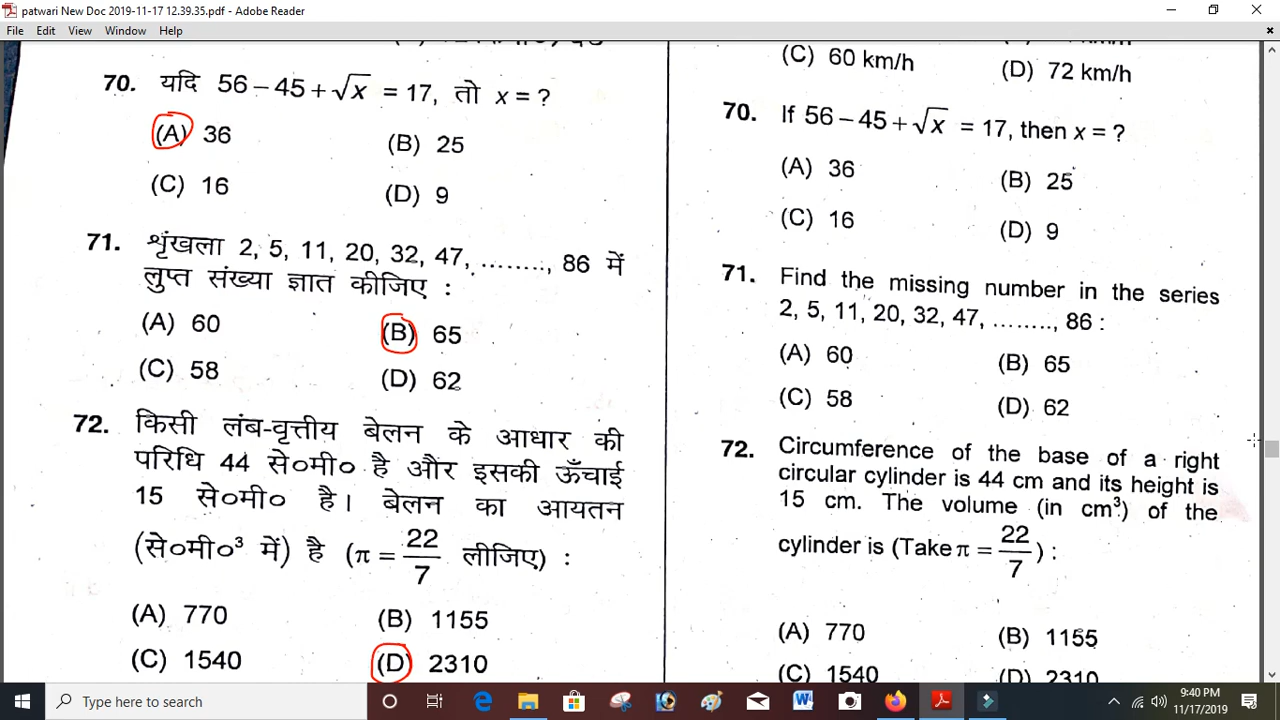 patwari New Doc 2019-11-17 12.39.35.pdf - Adobe Reader
File Edit View Window Help
70. यदि 56 – 45 + √x = 17, तो x = ?
(A) 36 (B) 25
(C) 16 (D) 9
71. शृंखला 2, 5, 11, 20, 32, 47, ........, 86 में
लुप्त संख्या ज्ञात कीजिए :
(A) 60 (B) 65
(C) 58 (D) 62
72. किसी लंब-वृत्तीय बेलन के आधार की
परिधि 44 से०मी० है और इसकी ऊँचाई
15 से०मी० है। बेलन का आयतन
(से०मी०³ में) है (π = 22/7 लीजिए) :
(A) 770 (B) 1155
(C) 1540 (D) 2310
(C) 60 km/h (D) 72 km/h
70. If 56 – 45 + √x = 17, then x = ?
(A) 36 (B) 25
(C) 16 (D) 9
71. Find the missing number in the series
2, 5, 11, 20, 32, 47, ........, 86 :
(A) 60 (B) 65
(C) 58 (D) 62
72. Circumference of the base of a right
circular cylinder is 44 cm and its height is
15 cm. The volume (in cm³) of the
cylinder is (Take π = 22/7) :
(A) 770 (B) 1155
(C) 1540 (D) 2310
Type here to search
9:40 PM
11/17/2019